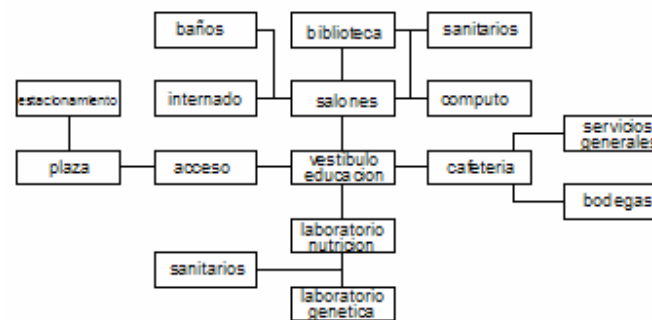 baños
biblioteca
sanitarios
estacionamiento
internado
salones
computo
servicios
generales
plaza
acceso
vestibulo
educacion
cafeteria
bodegas
laboratorio
nutricion
sanitarios
laboratorio
genetica